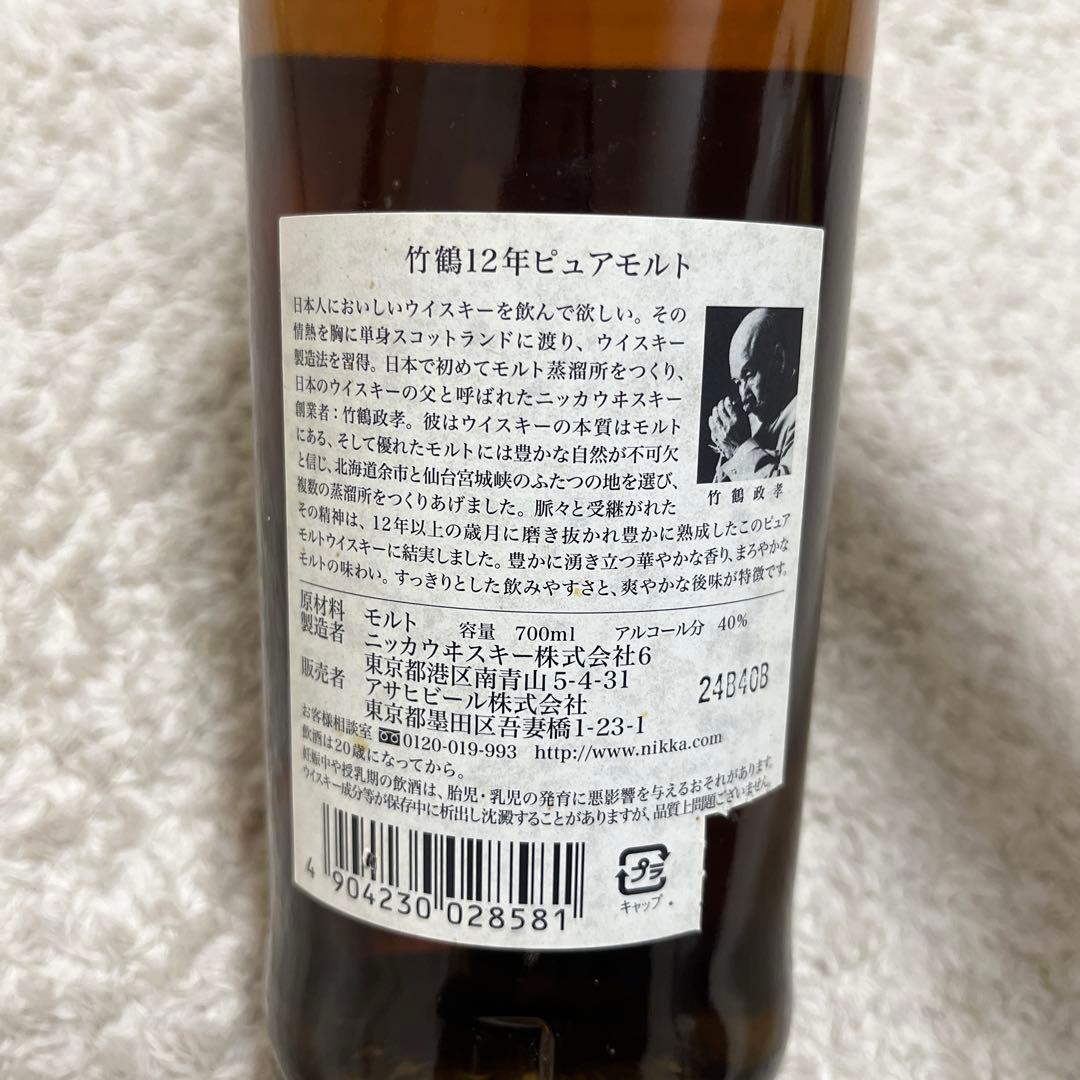 竹鶴12年ピュアモルト
日本人においしいウイスキーを飲んで欲しい。その
情熱を胸に単身スコットランドに渡り、ウイスキー
製造法を習得。日本で初めてモルト蒸溜所をつくり、
日本のウイスキーの父と呼ばれたニッカウヰスキー
創業者:竹鶴政孝。彼はウイスキーの本質はモルト
にある、そして優れたモルトには豊かな自然が不可欠
と信じ、北海道余市と仙台宮城峡のふたつの地を選び、
複数の蒸溜所をつくりあげました。脈々と受継がれた
その精神は、12年以上の歳月に磨き抜かれ豊かに熟成したこのピュア
モルトウイスキーに結実しました。豊かに湧き立つ華やかな香り、まろやかな
モルトの味わい。すっきりとした飲みやすさと、爽やかな後味が特徴です。
竹鶴政孝
原材料 モルト 容量 700ml アルコール分 40%
製造者 ニッカウヰスキー株式会社6
東京都港区南青山5-4-31
販売者 アサヒビール株式会社
東京都墨田区吾妻橋1-23-1
24B40B
お客様相談室 0120-019-993 http://www.nikka.com
飲酒は20歳になってから。
妊娠中や授乳期の飲酒は、胎児・乳児の発育に悪影響を与えるおそれがあります。
ウイスキー成分等が保存中に析出し沈澱することがありますが、品質上問題ございません。
4 904230 028581
プラ
キャップ